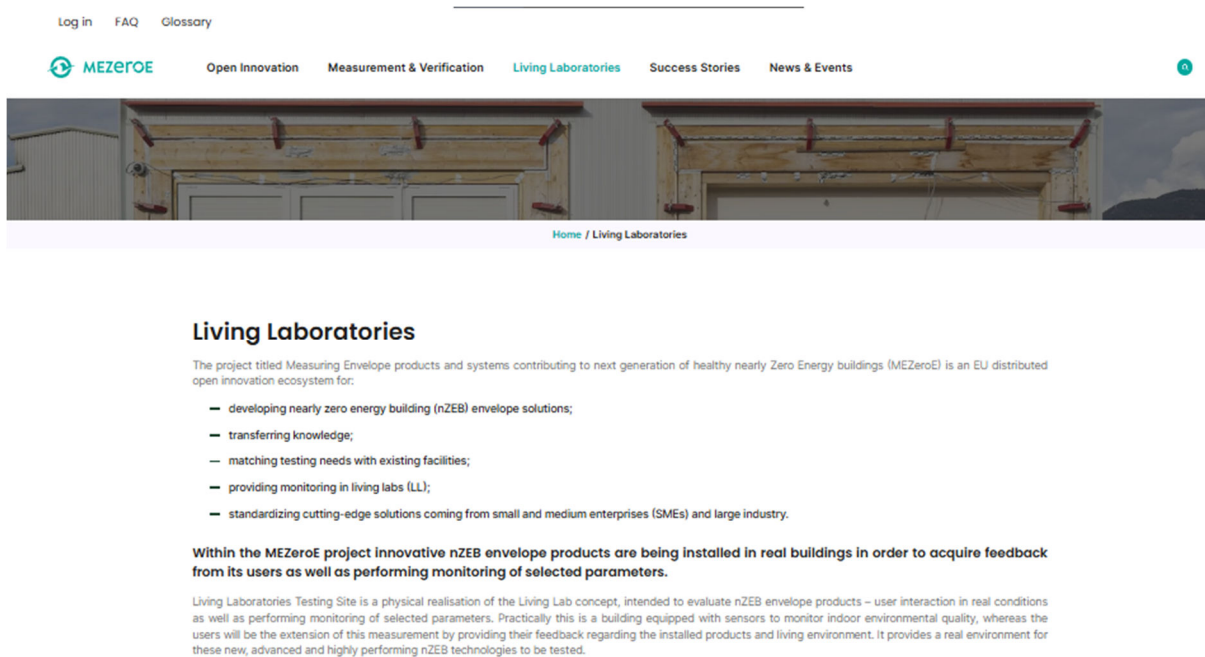 Log in FAQ Glossary
MEZeroE Open Innovation Measurement & Verification Living Laboratories Success Stories News & Events
Home / Living Laboratories
Living Laboratories
The project titled Measuring Envelope products and systems contributing to next generation of healthy nearly Zero Energy buildings (MEZeroE) is an EU distributed
open innovation ecosystem for:
— developing nearly zero energy building (nZEB) envelope solutions;
— transferring knowledge;
— matching testing needs with existing facilities;
— providing monitoring in living labs (LL);
— standardizing cutting-edge solutions coming from small and medium enterprises (SMEs) and large industry.
Within the MEZeroE project innovative nZEB envelope products are being installed in real buildings in order to acquire feedback
from its users as well as performing monitoring of selected parameters.
Living Laboratories Testing Site is a physical realisation of the Living Lab concept, intended to evaluate nZEB envelope products – user interaction in real conditions
as well as performing monitoring of selected parameters. Practically this is a building equipped with sensors to monitor indoor environmental quality, whereas the
users will be the extension of this measurement by providing their feedback regarding the installed products and living environment. It provides a real environment for
these new, advanced and highly performing nZEB technologies to be tested.